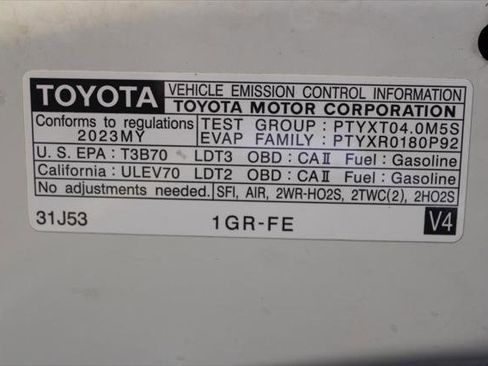 TOYOTA VEHICLE EMISSION CONTROL INFORMATION
TOYOTA MOTOR CORPORATION
Conforms to regulations TEST GROUP : PTYXT04.0M5S
2023MY EVAP FAMILY : PTYXR0180P92
U. S. EPA : T3B70 LDT3 OBD : CAⅡ Fuel : Gasoline
California : ULEV70 LDT2 OBD : CAⅡ Fuel : Gasoline
No adjustments needed. SFI, AIR, 2WR-HO2S, 2TWC(2), 2HO2S
31J53 1GR-FE V4